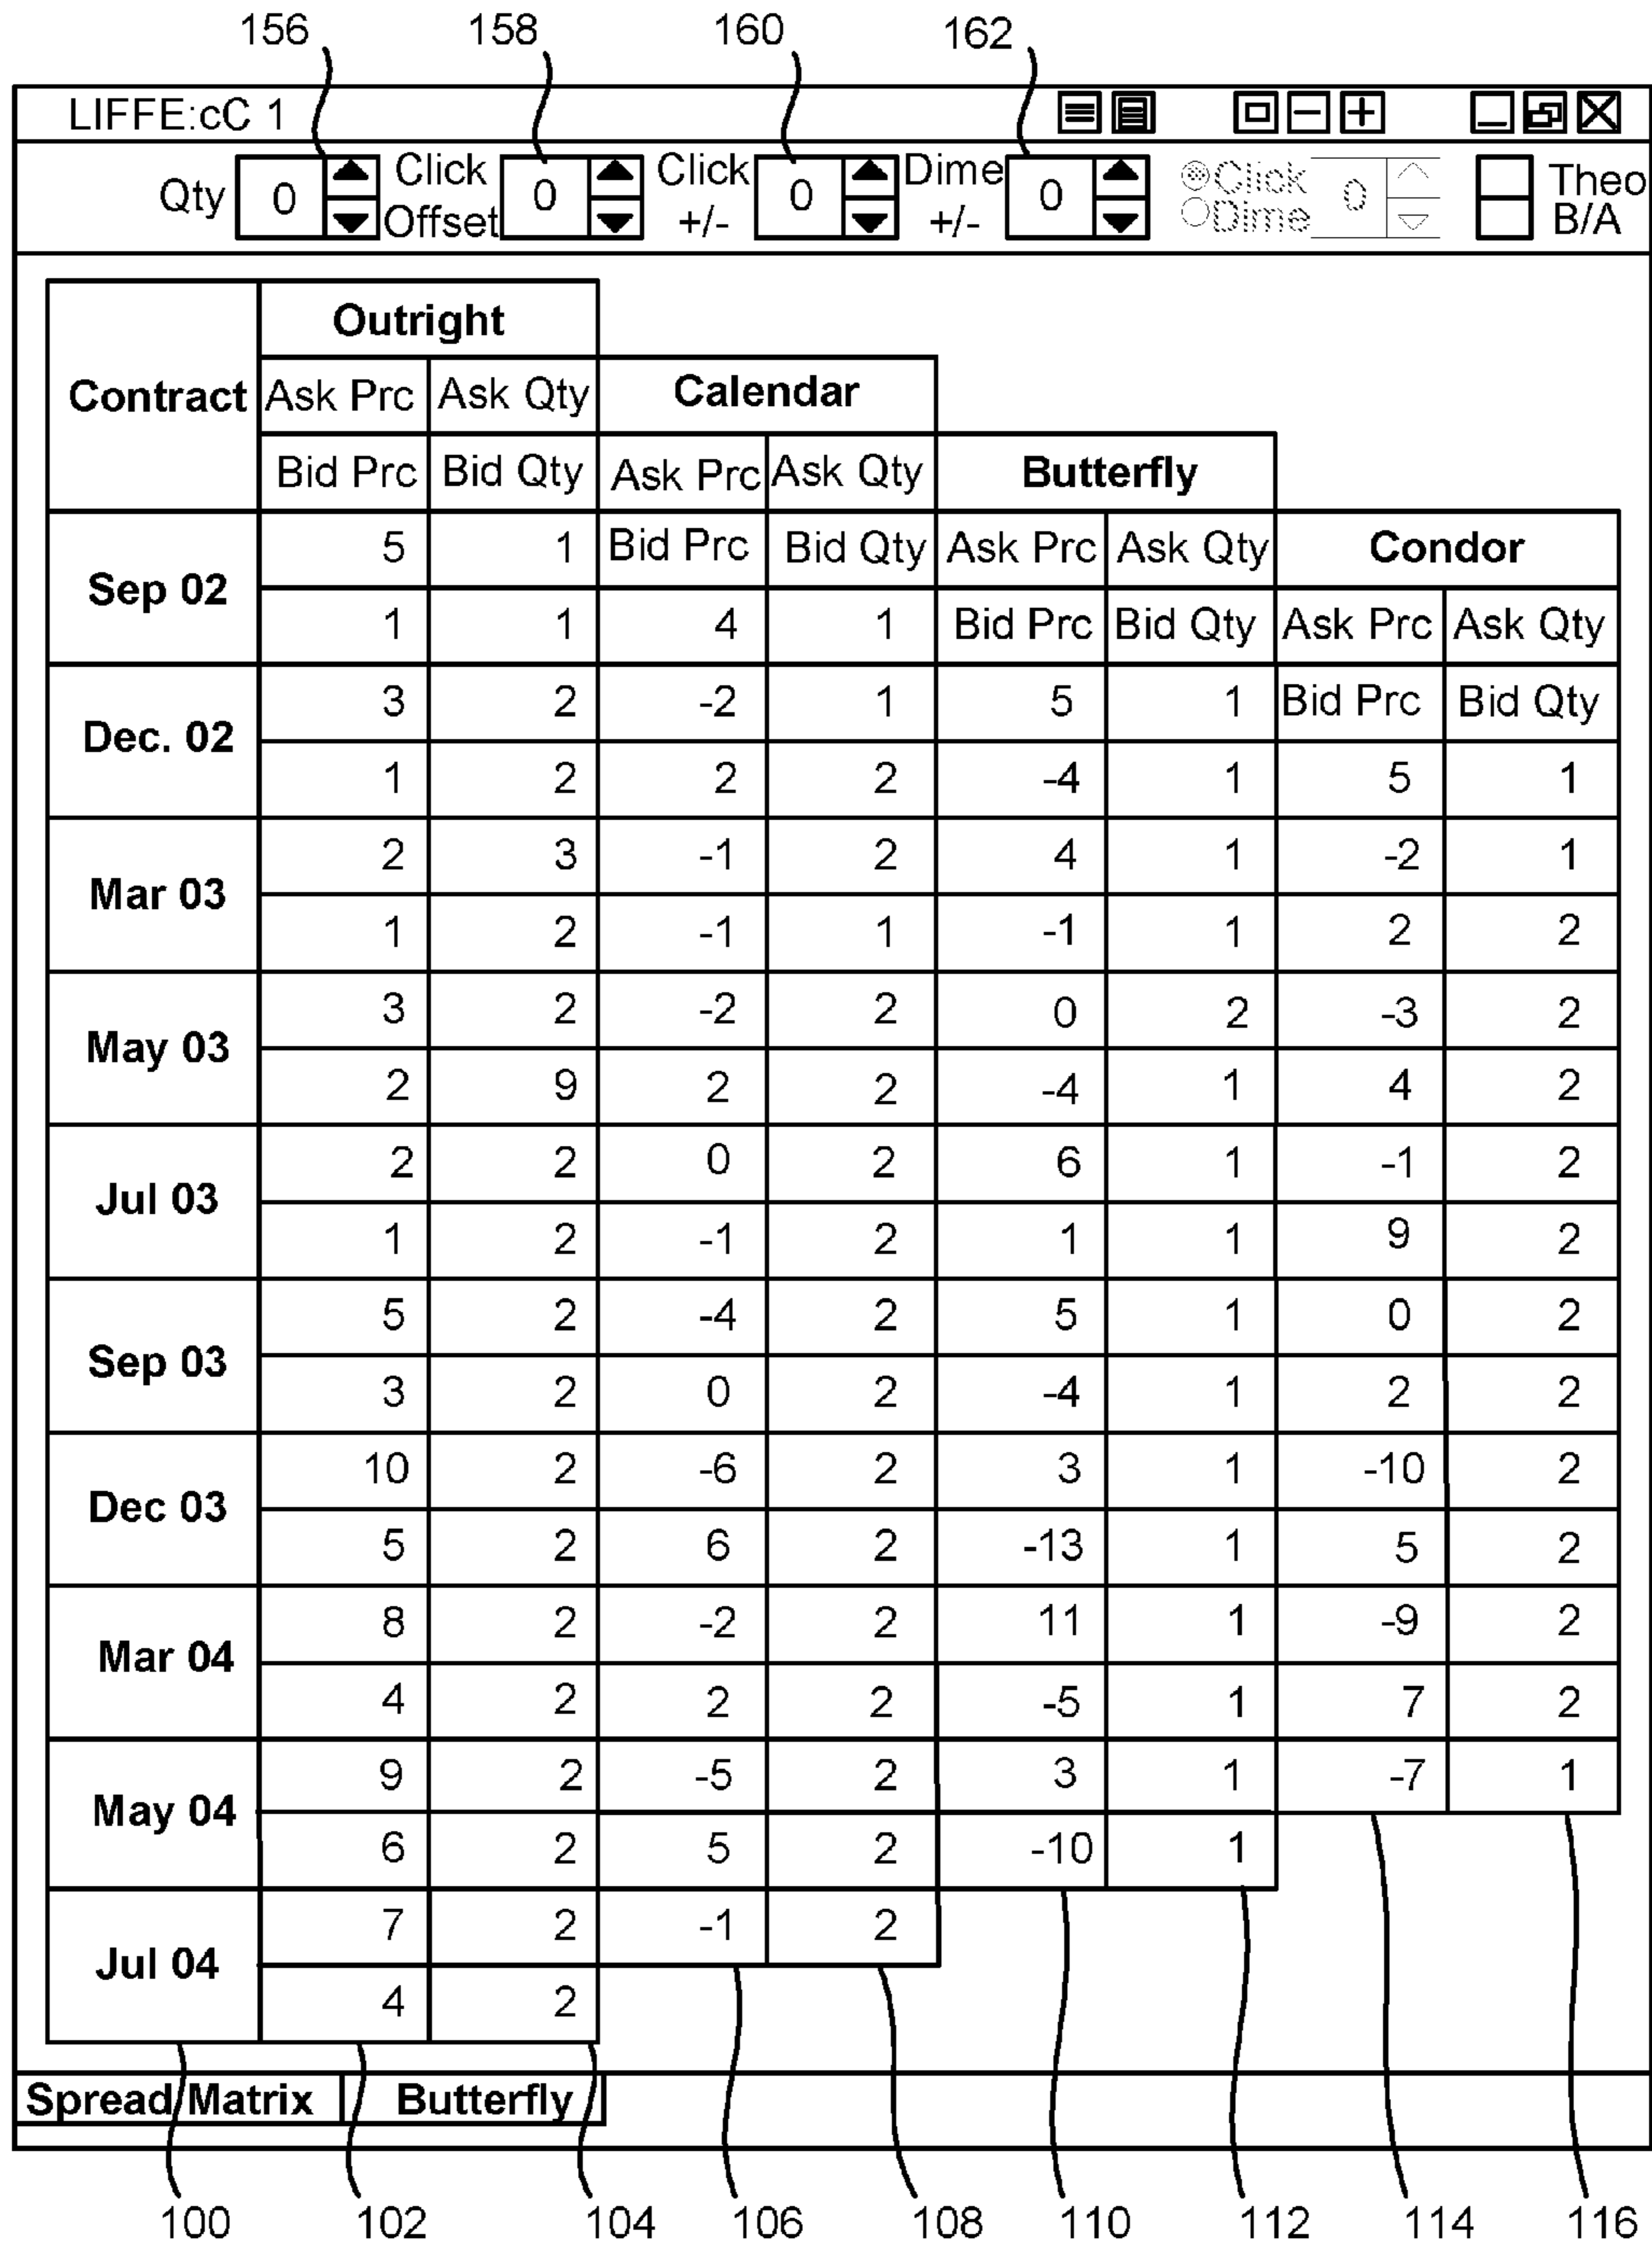 156 158 160 162
LIFFE:cC 1
Qty 0 Click Offset 0 Click +/- 0 Dime +/- 0 Click Dime 0 Theo B/A
Outright
Contract Ask Prc Ask Qty Calendar
Bid Prc Bid Qty Ask Prc Ask Qty Butterfly
Sep 02 5 1 Bid Prc Bid Qty Ask Prc Ask Qty Condor
1 1 4 1 Bid Prc Bid Qty Ask Prc Ask Qty
Dec. 02 3 2 -2 1 5 1 Bid Prc Bid Qty
1 2 2 2 -4 1 5 1
Mar 03 2 3 -1 2 4 1 -2 1
1 2 -1 1 -1 1 2 2
May 03 3 2 -2 2 0 2 -3 2
2 9 2 2 -4 1 4 2
Jul 03 2 2 0 2 6 1 -1 2
1 2 -1 2 1 1 9 2
Sep 03 5 2 -4 2 5 1 0 2
3 2 0 2 -4 1 2 2
Dec 03 10 2 -6 2 3 1 -10 2
5 2 6 2 -13 1 5 2
Mar 04 8 2 -2 2 11 1 -9 2
4 2 2 2 -5 1 7 2
May 04 9 2 -5 2 3 1 -7 1
6 2 5 2 -10 1
Jul 04 7 2 -1 2
4 2
Spread Matrix Butterfly
100 102 104 106 108 110 112 114 116